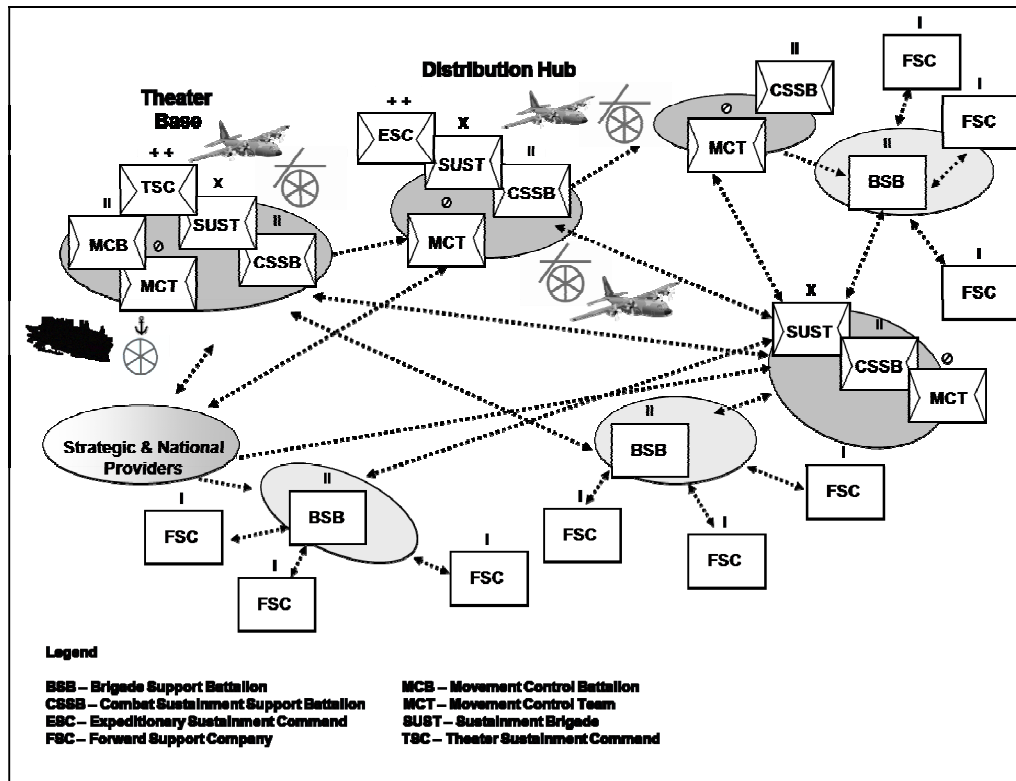 Theater
Base
Distribution Hub
+ +
TSC
X
SUST
II
MCB
Ø
MCT
II
CSSB
+ +
ESC
X
SUST
II
CSSB
Ø
MCT
II
CSSB
Ø
MCT
I
FSC
I
FSC
II
BSB
I
FSC
X
SUST
II
CSSB
Ø
MCT
Strategic & National
Providers
II
BSB
I
FSC
I
FSC
I
FSC
II
BSB
I
FSC
I
FSC
I
FSC
Legend
BSB – Brigade Support Battalion
CSSB – Combat Sustainment Support Battalion
ESC – Expeditionary Sustainment Command
FSC – Forward Support Company
MCB – Movement Control Battalion
MCT – Movement Control Team
SUST – Sustainment Brigade
TSC – Theater Sustainment Command